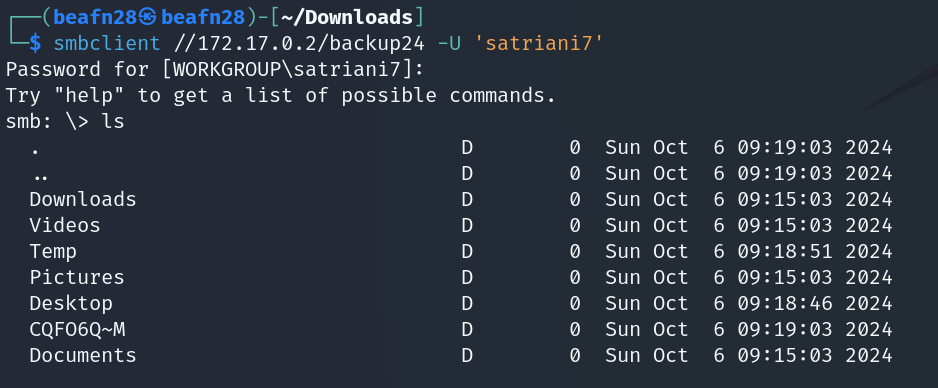 ┌──(beafn28㉿beafn28)-[~/Downloads]
└─$ smbclient //172.17.0.2/backup24 -U 'satriani7'
Password for [WORKGROUP\satriani7]:
Try "help" to get a list of possible commands.
smb: \> ls
  .                                   D        0  Sun Oct  6 09:19:03 2024
  ..                                  D        0  Sun Oct  6 09:19:03 2024
  Downloads                           D        0  Sun Oct  6 09:15:03 2024
  Videos                              D        0  Sun Oct  6 09:15:03 2024
  Temp                                D        0  Sun Oct  6 09:18:51 2024
  Pictures                            D        0  Sun Oct  6 09:15:03 2024
  Desktop                             D        0  Sun Oct  6 09:18:46 2024
  CQFO6Q~M                            D        0  Sun Oct  6 09:19:03 2024
  Documents                           D        0  Sun Oct  6 09:15:03 2024